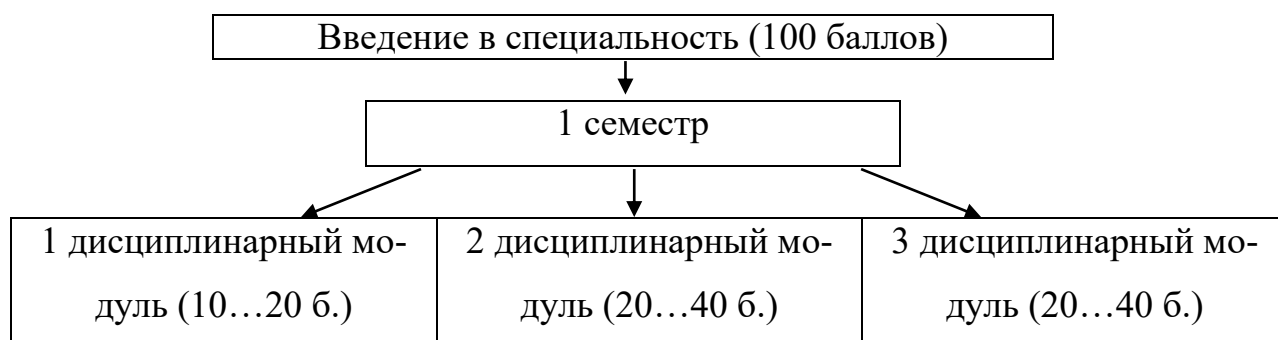 Введение в специальность (100 баллов)
1 семестр
1 дисциплинарный мо-
дуль (10…20 б.)
2 дисциплинарный мо-
дуль (20…40 б.)
3 дисциплинарный мо-
дуль (20…40 б.)